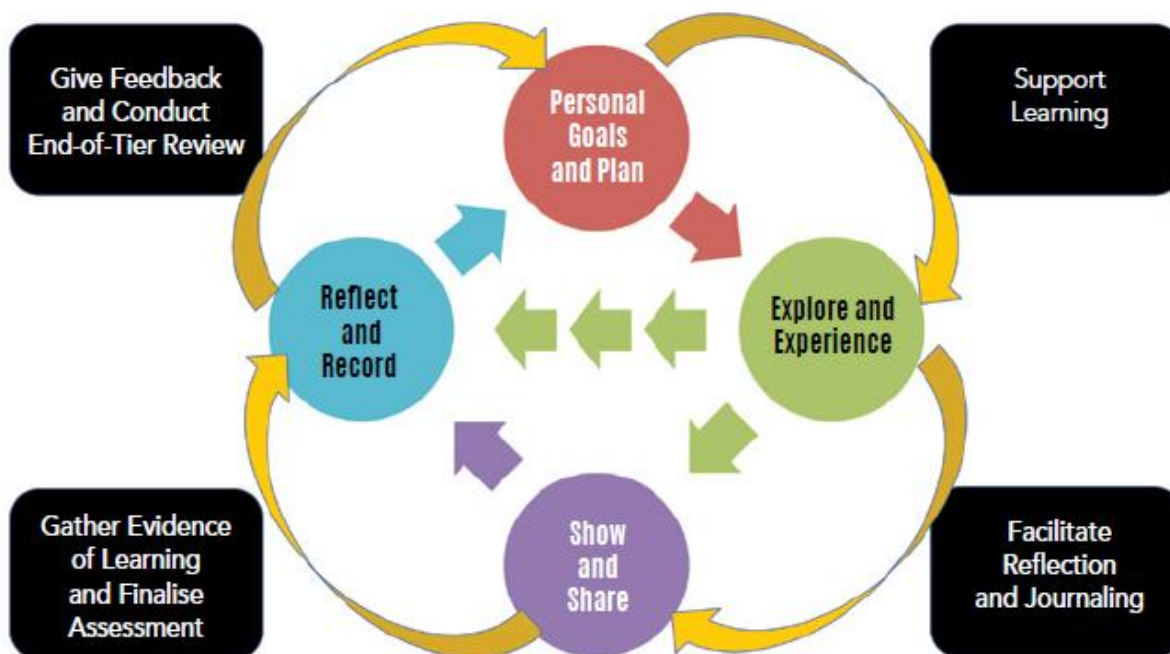 Give Feedback
and Conduct
End-of-Tier Review
Personal
Goals
and Plan
Support
Learning
Reflect
and
Record
Explore and
Experience
Gather Evidence
of Learning
and Finalise
Assessment
Show
and
Share
Facilitate
Reflection
and Journaling